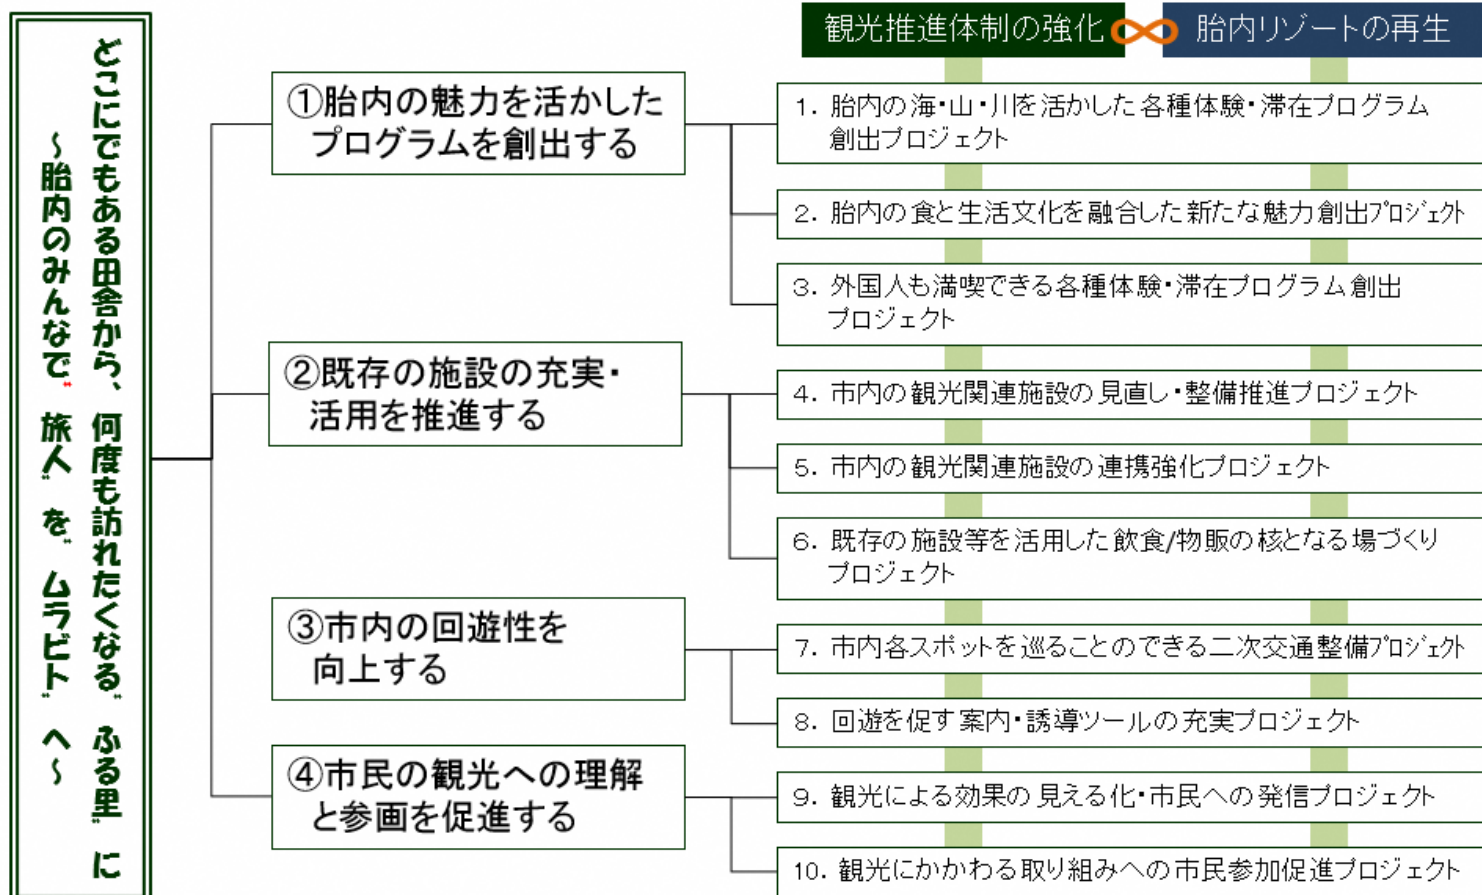 どこにでもある田舎から、何度も訪れたくなる"ふる里"に
～胎内のみんなで"旅人"を"ムラビト"へ～
観光推進体制の強化
胎内リゾートの再生
①胎内の魅力を活かした
プログラムを創出する
1. 胎内の海・山・川を活かした各種体験・滞在プログラム
創出プロジェクト
2. 胎内の食と生活文化を融合した新たな魅力創出ﾌﾟﾛｼﾞｪｸﾄ
3. 外国人も満喫できる各種体験・滞在プログラム創出
プロジェクト
②既存の施設の充実・
活用を推進する
4. 市内の観光関連施設の見直し・整備推進プロジェクト
5. 市内の観光関連施設の連携強化プロジェクト
6. 既存の施設等を活用した飲食/物販の核となる場づくり
プロジェクト
③市内の回遊性を
向上する
7. 市内各スポットを巡ることのできる二次交通整備ﾌﾟﾛｼﾞｪｸﾄ
8. 回遊を促す案内・誘導ツールの充実プロジェクト
④市民の観光への理解
と参画を促進する
9. 観光による効果の見える化・市民への発信プロジェクト
10. 観光にかかわる取り組みへの市民参加促進プロジェクト